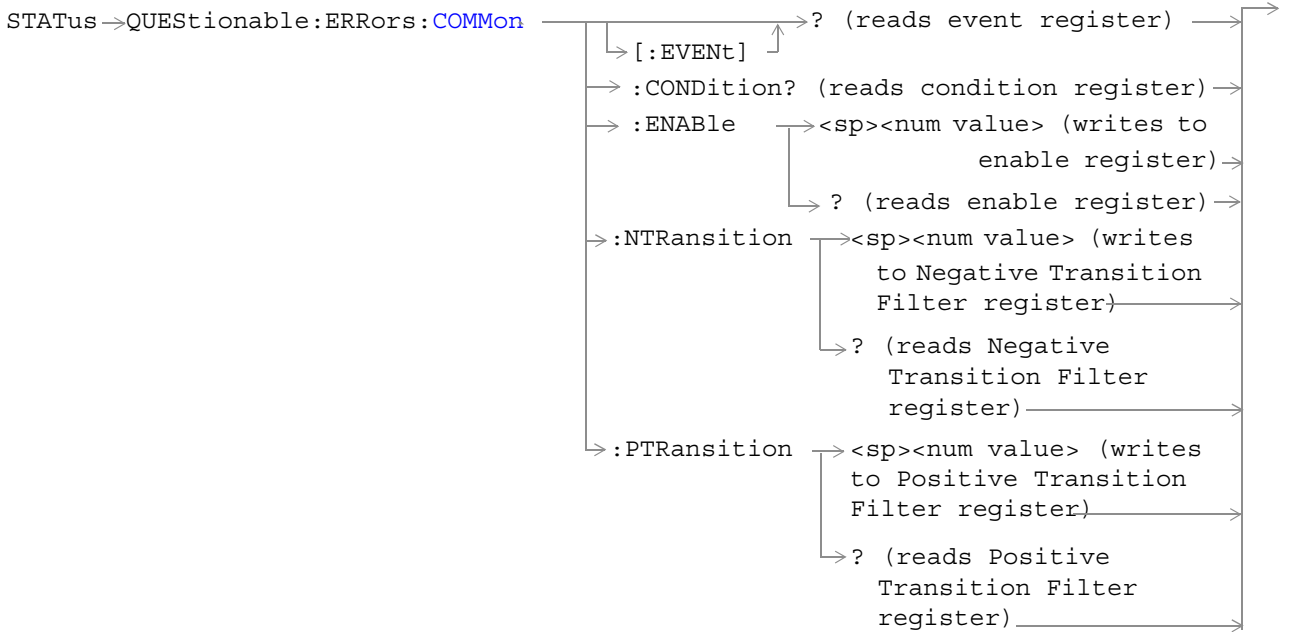 STATus QUEStionable:ERRors:COMMon ? (reads event register)
[:EVENt]
:CONDition? (reads condition register)
:ENABle <sp><num value> (writes to
enable register)
? (reads enable register)
:NTRansition <sp><num value> (writes
to Negative Transition
Filter register)
? (reads Negative
Transition Filter
register)
:PTRansition <sp><num value> (writes
to Positive Transition
Filter register)
? (reads Positive
Transition Filter
register)